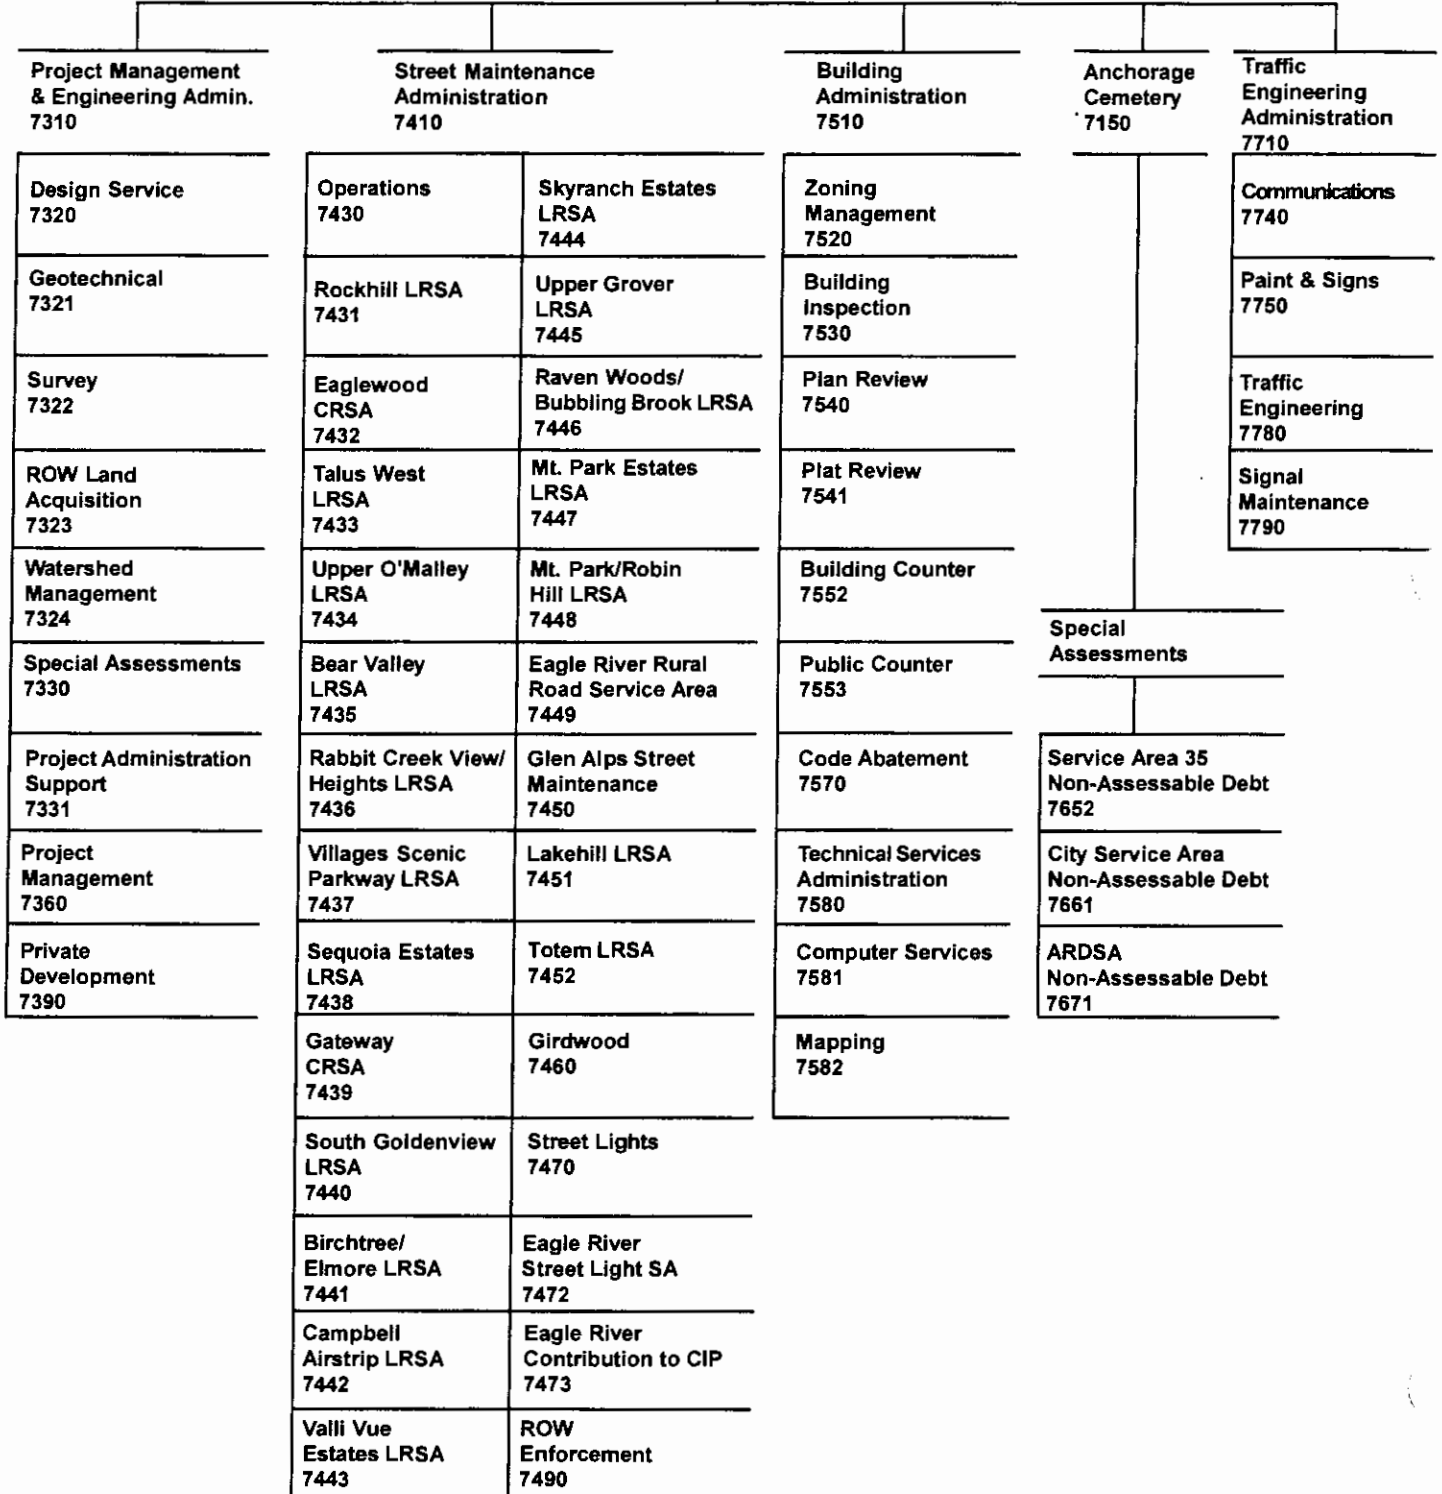 Project Management
& Engineering Admin.
7310
Design Service
7320
Geotechnical
7321
Survey
7322
ROW Land
Acquisition
7323
Watershed
Management
7324
Special Assessments
7330
Project Administration
Support
7331
Project
Management
7360
Private
Development
7390
Street Maintenance
Administration
7410
Operations
7430
Rockhill LRSA
7431
Eaglewood
CRSA
7432
Talus West
LRSA
7433
Upper O'Malley
LRSA
7434
Bear Valley
LRSA
7435
Rabbit Creek View/
Heights LRSA
7436
Villages Scenic
Parkway LRSA
7437
Sequoia Estates
LRSA
7438
Gateway
CRSA
7439
South Goldenview
LRSA
7440
Birchtree/
Elmore LRSA
7441
Campbell
Airstrip LRSA
7442
Valli Vue
Estates LRSA
7443
Skyranch Estates
LRSA
7444
Upper Grover
LRSA
7445
Raven Woods/
Bubbling Brook LRSA
7446
Mt. Park Estates
LRSA
7447
Mt. Park/Robin
Hill LRSA
7448
Eagle River Rural
Road Service Area
7449
Glen Alps Street
Maintenance
7450
Lakehill LRSA
7451
Totem LRSA
7452
Girdwood
7460
Street Lights
7470
Eagle River
Street Light SA
7472
Eagle River
Contribution to CIP
7473
ROW
Enforcement
7490
Building
Administration
7510
Zoning
Management
7520
Building
Inspection
7530
Plan Review
7540
Plat Review
7541
Building Counter
7552
Public Counter
7553
Code Abatement
7570
Technical Services
Administration
7580
Computer Services
7581
Mapping
7582
Anchorage
Cemetery
7150
Special
Assessments
Service Area 35
Non-Assessable Debt
7652
City Service Area
Non-Assessable Debt
7661
ARDSA
Non-Assessable Debt
7671
Traffic
Engineering
Administration
7710
Communications
7740
Paint & Signs
7750
Traffic
Engineering
7780
Signal
Maintenance
7790